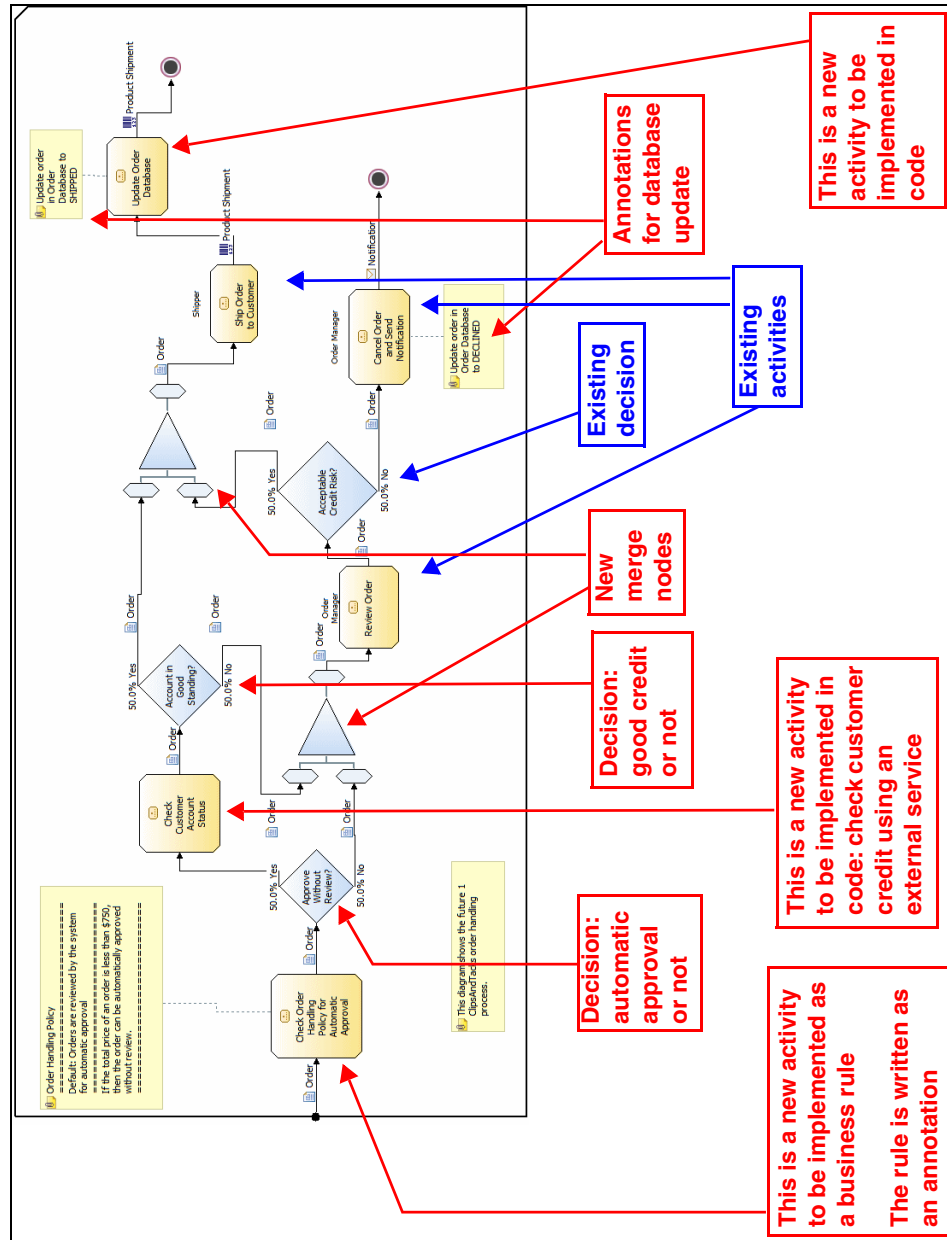 Order Handling Policy
==========================
Default: Orders are reviewed by the system
for automatic approval
==========================
If the total price of an order is less than $750,
then the order can be automatically approved
without review.
==========================
Order
Check Order
Handling
Policy for
Automatic
Approval
Order
Approve
Without
Review?
50.0% Yes
50.0% No
Order
Order
This diagram shows the future 1
ClipsAndTacks order handling
process.
Check
Customer
Account
Status
Order
Account in
Good
Standing?
50.0% Yes
50.0% No
Order
Order
Order
Order
Manager
Review Order
Order
Acceptable
Credit Risk?
50.0% Yes
50.0% No
Order
Order
Order
Shipper
Ship Order
to Customer
Product Shipment
Update order
in Order
Database to
SHIPPED
Update Order
Database
Product Shipment
Order Manager
Cancel Order
and Send
Notification
Notification
Update order in
Order Database
to DECLINED
This is a new activity
to be implemented as
a business rule
The rule is written as
an annotation
Decision:
automatic
approval
or not
This is a new activity
to be implemented in
code: check customer
credit using an
external service
Decision:
good credit
or not
New
merge
nodes
Existing
decision
Existing
activities
Annotations
for database
update
This is a new
activity to be
implemented in
code